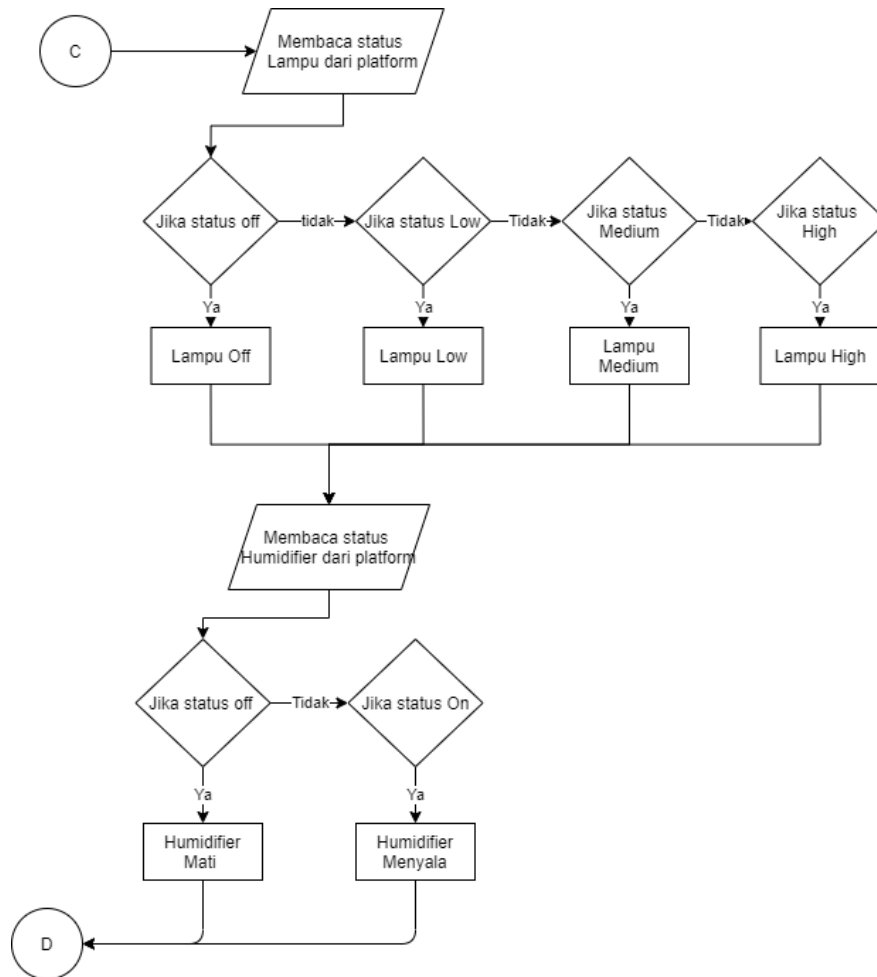 C
Membaca status
Lampu dari platform
Jika status off
tidak
Jika status Low
Tidak
Jika status
Medium
Tidak
Jika status
High
Ya
Ya
Ya
Ya
Lampu Off
Lampu Low
Lampu
Medium
Lampu High
Membaca status
Humidifier dari platform
Jika status off
Tidak
Jika status On
Ya
Ya
Humidifier
Mati
Humidifier
Menyala
D